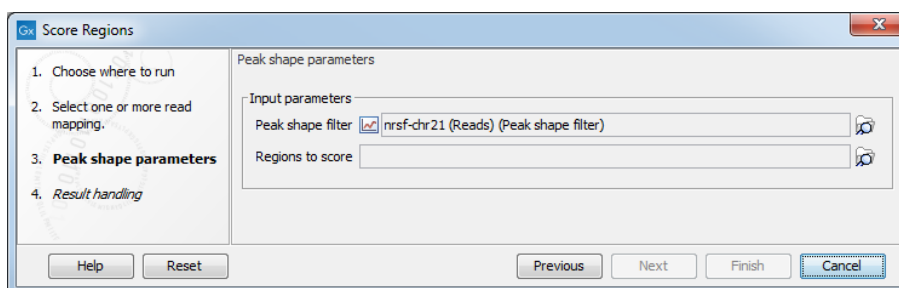 Gx Score Regions
X
1. Choose where to run
2. Select one or more read
mapping.
3. Peak shape parameters
4. Result handling
Peak shape parameters
Input parameters
Peak shape filter nrsf-chr21 (Reads) (Peak shape filter)
Regions to score
Help Reset Previous Next Finish Cancel